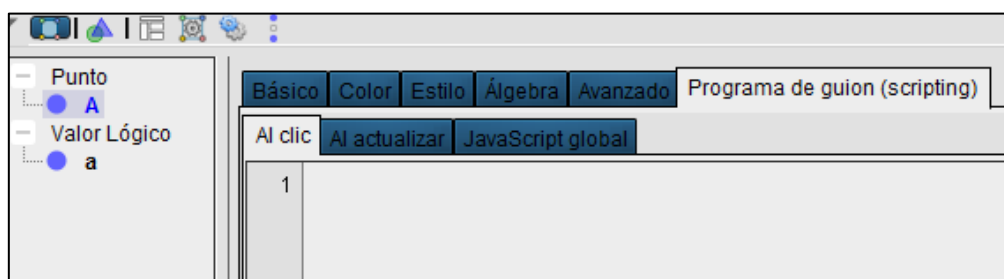 Punto
A
Valor Lógico
a
Básico Color Estilo Álgebra Avanzado Programa de guion (scripting)
Al clic Al actualizar JavaScript global
1